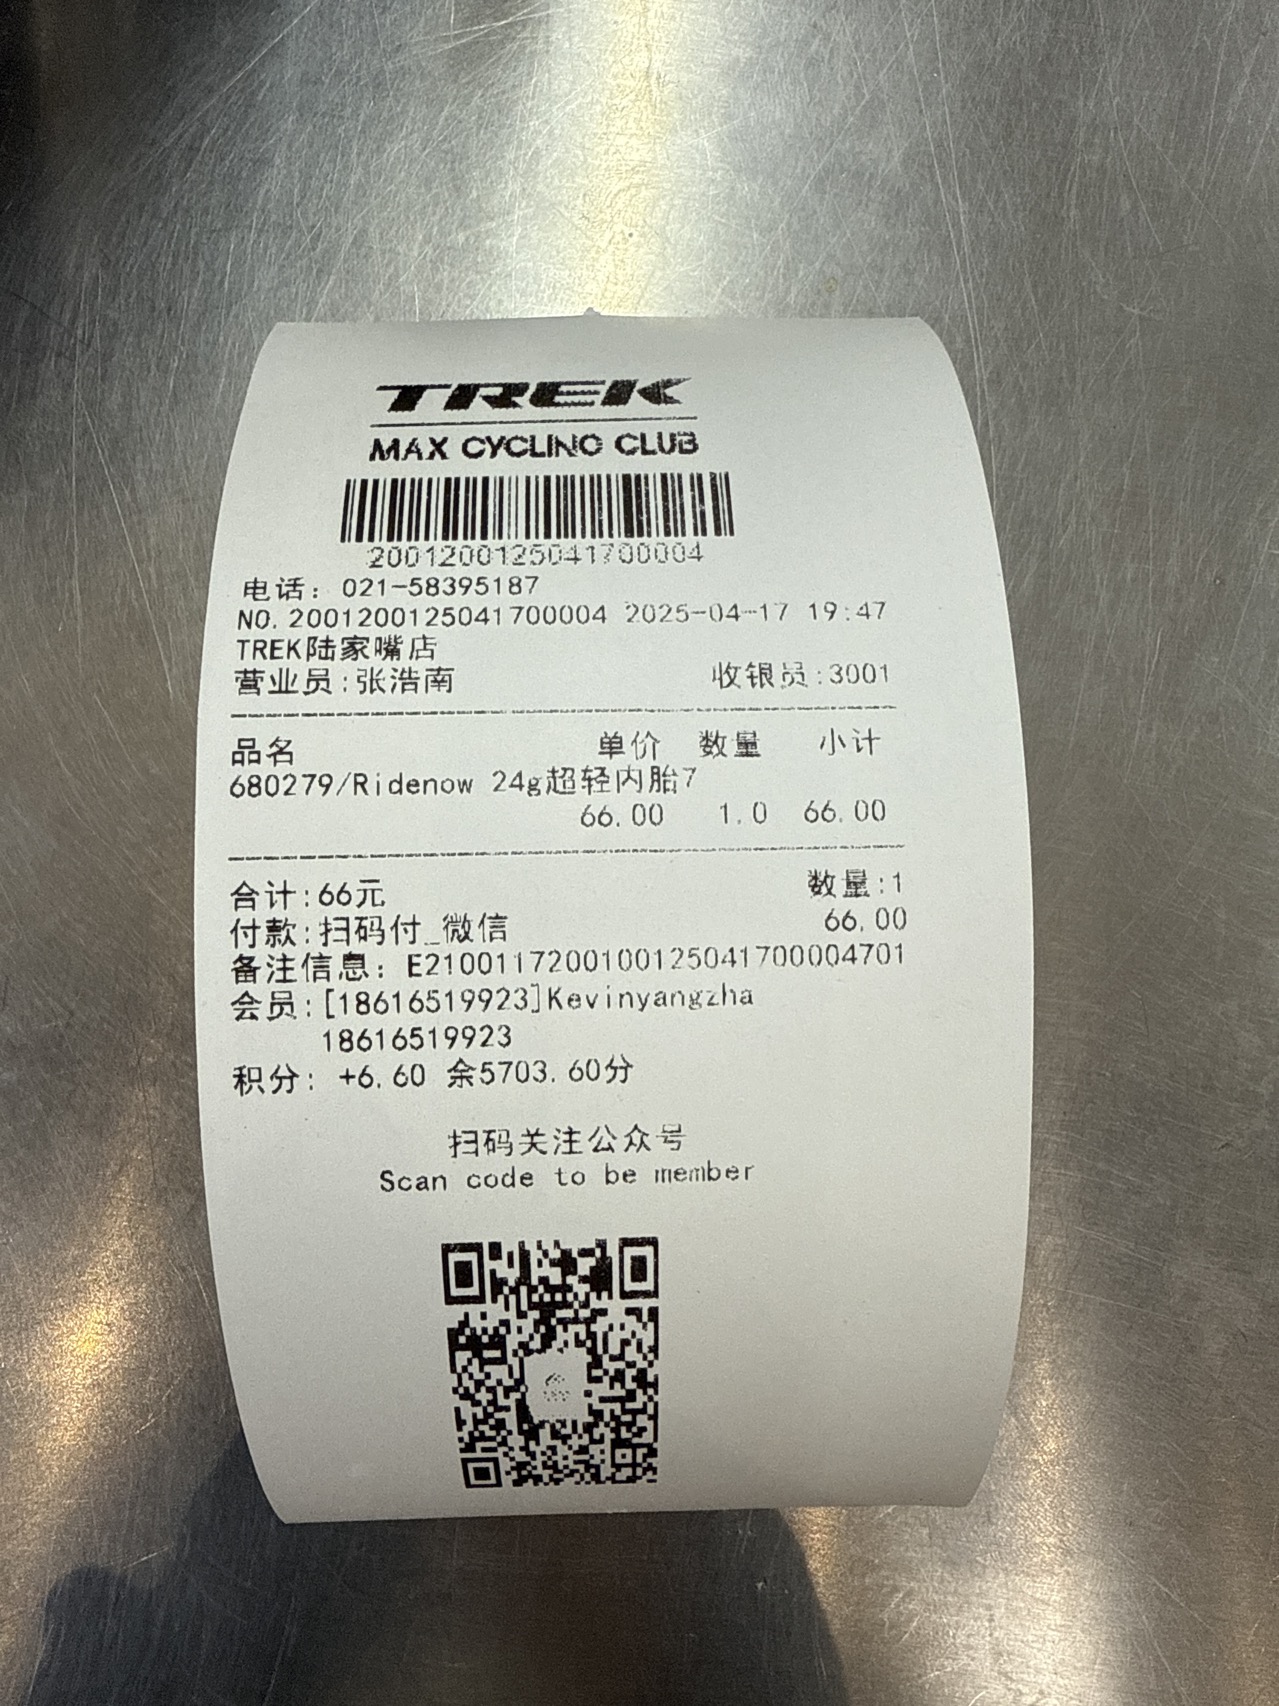 TREK
MAX CYCLING CLUB
2001200125041700004
电话: 021-58395187
NO.2001200125041700004 2025-04-17 19:47
TREK陆家嘴店
营业员:张浩南 收银员:3001
品名 单价 数量 小计
680279/Ridenow 24g超轻内胎7
66.00 1.0 66.00
合计:66元 数量:1
付款:扫码付_微信 66.00
备注信息: E2100117200100125041700004701
会员:[18616519923]Kevinyangzha
18616519923
积分: +6.60 余5703.60分
扫码关注公众号
Scan code to be member